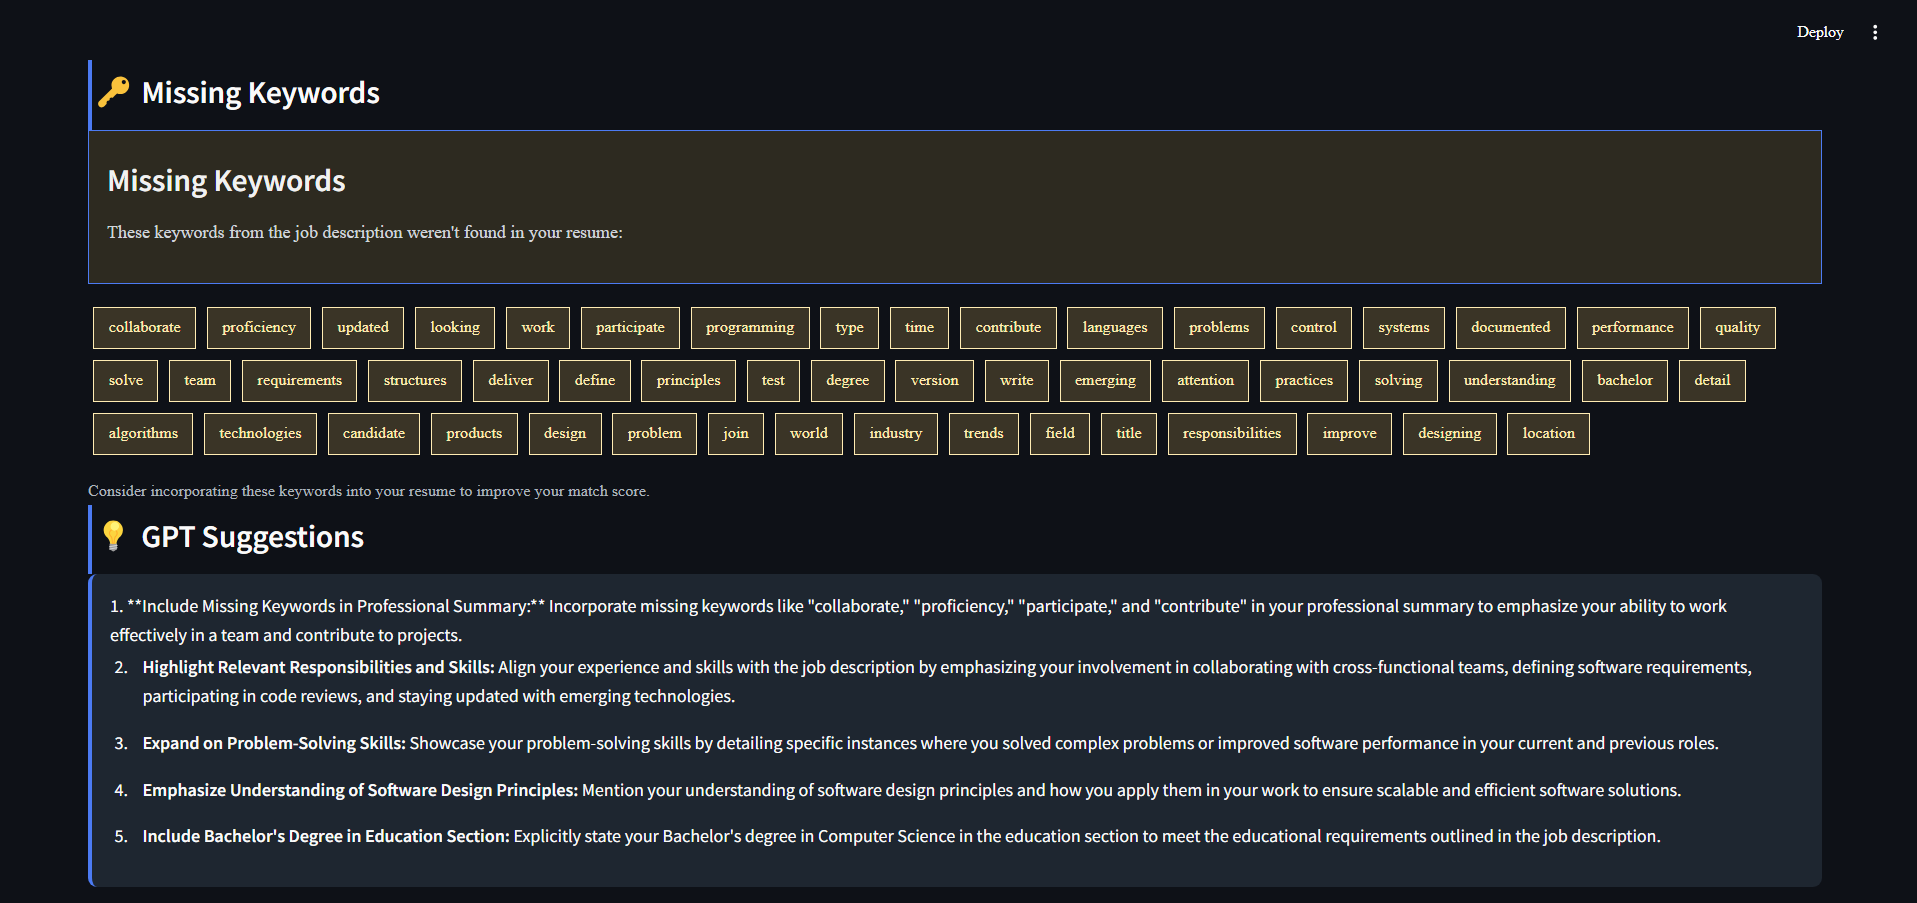 Deploy
🔑 Missing Keywords
Missing Keywords
These keywords from the job description weren't found in your resume:
collaborate proficiency updated looking work participate programming type time contribute languages problems control systems documented performance quality
solve team requirements structures deliver define principles test degree version write emerging attention practices solving understanding bachelor detail
algorithms technologies candidate products design problem join world industry trends field title responsibilities improve designing location
Consider incorporating these keywords into your resume to improve your match score.
💡 GPT Suggestions
1. **Include Missing Keywords in Professional Summary:** Incorporate missing keywords like "collaborate," "proficiency," "participate," and "contribute" in your professional summary to emphasize your ability to work
effectively in a team and contribute to projects.
2. Highlight Relevant Responsibilities and Skills: Align your experience and skills with the job description by emphasizing your involvement in collaborating with cross-functional teams, defining software requirements,
participating in code reviews, and staying updated with emerging technologies.
3. Expand on Problem-Solving Skills: Showcase your problem-solving skills by detailing specific instances where you solved complex problems or improved software performance in your current and previous roles.
4. Emphasize Understanding of Software Design Principles: Mention your understanding of software design principles and how you apply them in your work to ensure scalable and efficient software solutions.
5. Include Bachelor's Degree in Education Section: Explicitly state your Bachelor's degree in Computer Science in the education section to meet the educational requirements outlined in the job description.